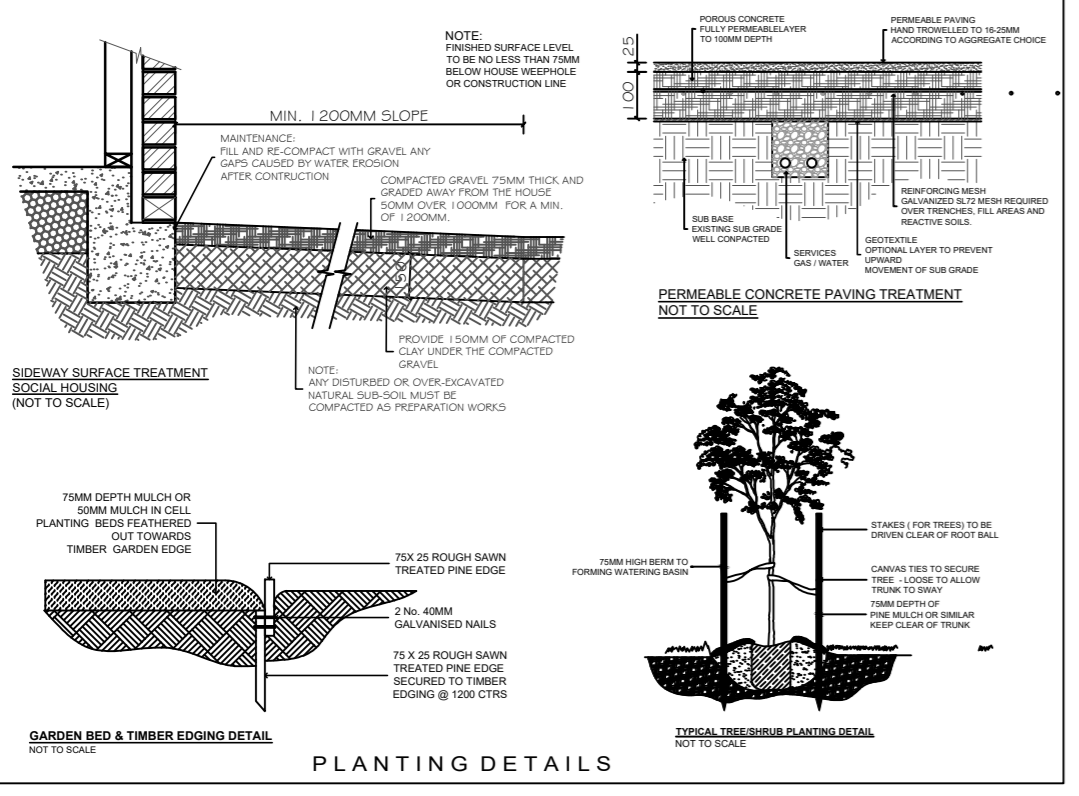 NOTE:
FINISHED SURFACE LEVEL
TO BE NO LESS THAN 75MM
BELOW HOUSE WEEPHOLE
OR CONSTRUCTION LINE
MIN. 1200MM SLOPE
MAINTENANCE:
FILL AND RE-COMPACT WITH GRAVEL ANY
GAPS CAUSED BY WATER EROSION
AFTER CONTRUCTION
COMPACTED GRAVEL 75MM THICK AND
GRADED AWAY FROM THE HOUSE
50MM OVER 1000MM FOR A MIN.
OF 1200MM.
150
PROVIDE 150MM OF COMPACTED
CLAY UNDER THE COMPACTED
GRAVEL
NOTE:
ANY DISTURBED OR OVER-EXCAVATED
NATURAL SUB-SOIL MUST BE
COMPACTED AS PREPARATION WORKS
SIDEWAY SURFACE TREATMENT
SOCIAL HOUSING
(NOT TO SCALE)
POROUS CONCRETE
FULLY PERMEABLELAYER
TO 100MM DEPTH
PERMEABLE PAVING
HAND TROWELLED TO 16-25MM
ACCORDING TO AGGREGATE CHOICE
25
100
SUB BASE
EXISTING SUB GRADE
WELL CONPACTED
SERVICES
GAS / WATER
REINFORCING MESH
GALVANIZED SL72 MESH REQUIRED
OVER TRENCHES, FILL AREAS AND
REACTIVE SOILS.
GEOTEXTILE
OPTIONAL LAYER TO PREVENT
UPWARD
MOVEMENT OF SUB GRADE
PERMEABLE CONCRETE PAVING TREATMENT
NOT TO SCALE
75MM DEPTH MULCH OR
50MM MULCH IN CELL
PLANTING BEDS FEATHERED
OUT TOWARDS
TIMBER GARDEN EDGE
75X 25 ROUGH SAWN
TREATED PINE EDGE
2 No. 40MM
GALVANISED NAILS
75 X 25 ROUGH SAWN
TREATED PINE EDGE
SECURED TO TIMBER
EDGING @ 1200 CTRS
GARDEN BED & TIMBER EDGING DETAIL
NOT TO SCALE
75MM HIGH BERM TO
FORMING WATERING BASIN
STAKES ( FOR TREES) TO BE
DRIVEN CLEAR OF ROOT BALL
CANVAS TIES TO SECURE
TREE - LOOSE TO ALLOW
TRUNK TO SWAY
75MM DEPTH OF
PINE MULCH OR SIMILAR
KEEP CLEAR OF TRUNK
TYPICAL TREE/SHRUB PLANTING DETAIL
NOT TO SCALE
PLANTING DETAILS